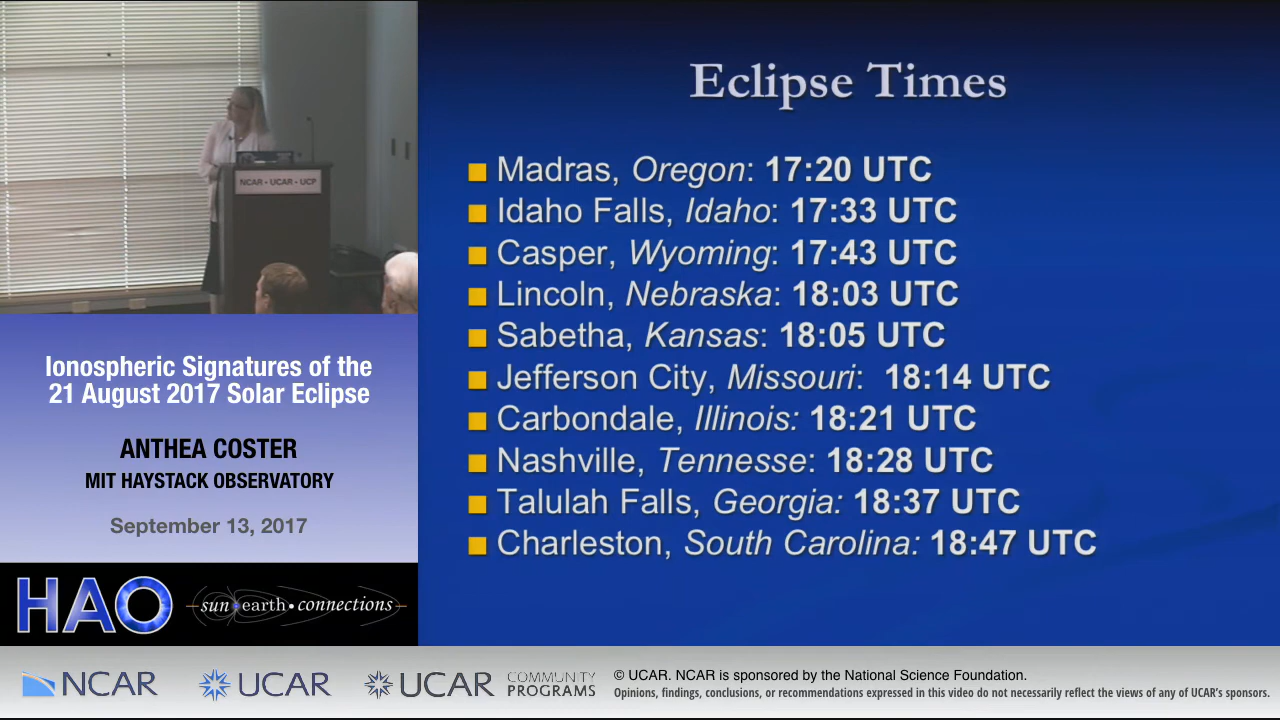 Eclipse Times
Madras, Oregon: 17:20 UTC
Idaho Falls, Idaho: 17:33 UTC
Casper, Wyoming: 17:43 UTC
Lincoln, Nebraska: 18:03 UTC
Sabetha, Kansas: 18:05 UTC
Jefferson City, Missouri: 18:14 UTC
Carbondale, Illinois: 18:21 UTC
Nashville, Tennesse: 18:28 UTC
Talulah Falls, Georgia: 18:37 UTC
Charleston, South Carolina: 18:47 UTC
NCAR • UCAR • UCP
Ionospheric Signatures of the
21 August 2017 Solar Eclipse
ANTHEA COSTER
MIT HAYSTACK OBSERVATORY
September 13, 2017
HAO
sun • earth • connections
NCAR
UCAR
UCAR
COMMUNITY
PROGRAMS
© UCAR. NCAR is sponsored by the National Science Foundation.
Opinions, findings, conclusions, or recommendations expressed in this video do not necessarily reflect the views of any of UCAR's sponsors.